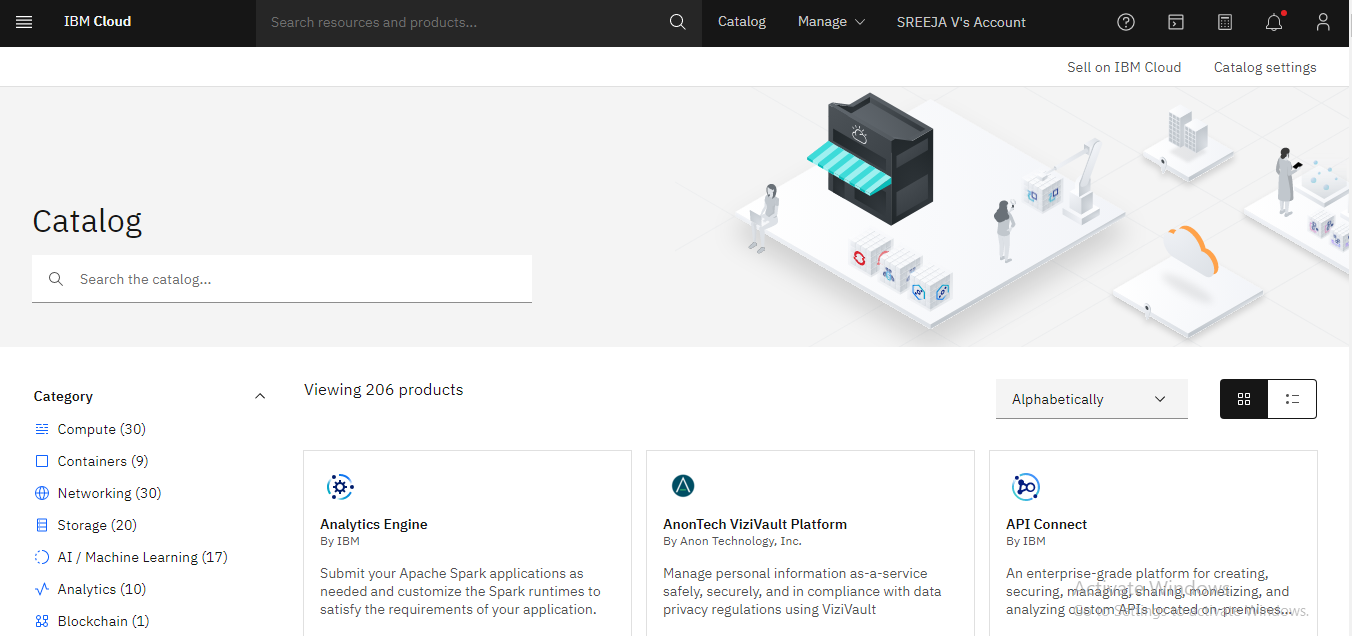 IBM Cloud
Search resources and products...
Catalog
Manage
SREEJA V's Account
Sell on IBM Cloud
Catalog settings
Catalog
Search the catalog...
Category
Compute (30)
Containers (9)
Networking (30)
Storage (20)
AI / Machine Learning (17)
Analytics (10)
Blockchain (1)
Viewing 206 products
Alphabetically
Analytics Engine
By IBM
Submit your Apache Spark applications as
needed and customize the Spark runtimes to
satisfy the requirements of your application.
AnonTech ViziVault Platform
By Anon Technology, Inc.
Manage personal information as-a-service
safely, securely, and in compliance with data
privacy regulations using ViziVault
API Connect
By IBM
An enterprise-grade platform for creating,
securing, managing, sharing, monetizing, and
analyzing custom APIs located on-premises...
Activate Windows
Go to Settings to activate Windows.